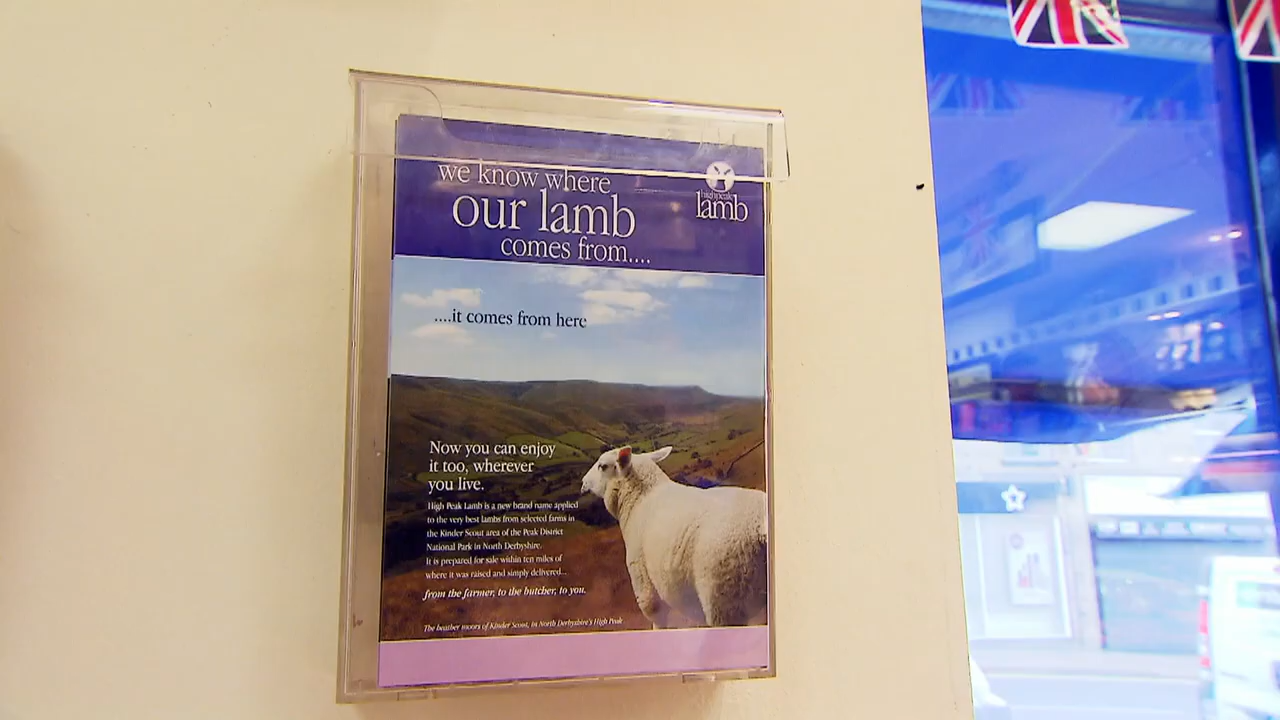 we know where
our lamb
comes from....
highpeak
lamb
....it comes from here
Now you can enjoy
it too, wherever
you live.
High Peak Lamb is a new brand name applied
to the very best lambs from selected farms in
the Kinder Scout area of the Peak District
National Park in North Derbyshire.
It is prepared for sale within ten miles of
where it was raised and simply delivered...
from the farmer, to the butcher, to you.
The heather moors of Kinder Scout, in North Derbyshire's High Peak